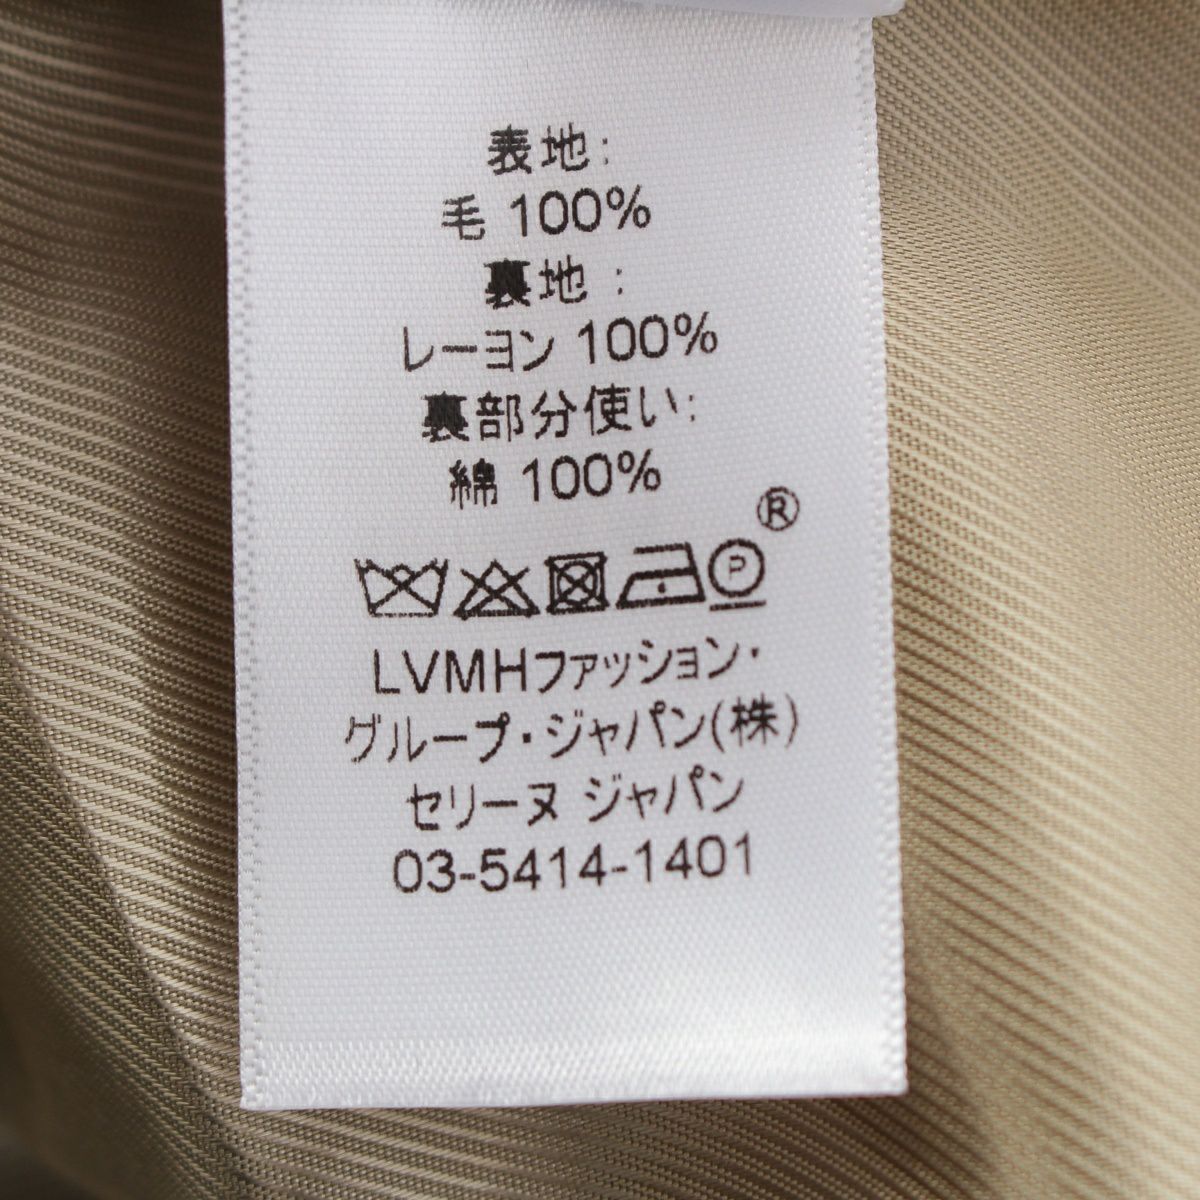 表地:
毛 100%
裏地 :
レーヨン 100%
裏部分使い:
綿 100%
®
P
LVMHファッション・
グループ・ジャパン(株)
セリーヌ ジャパン
03-5414-1401